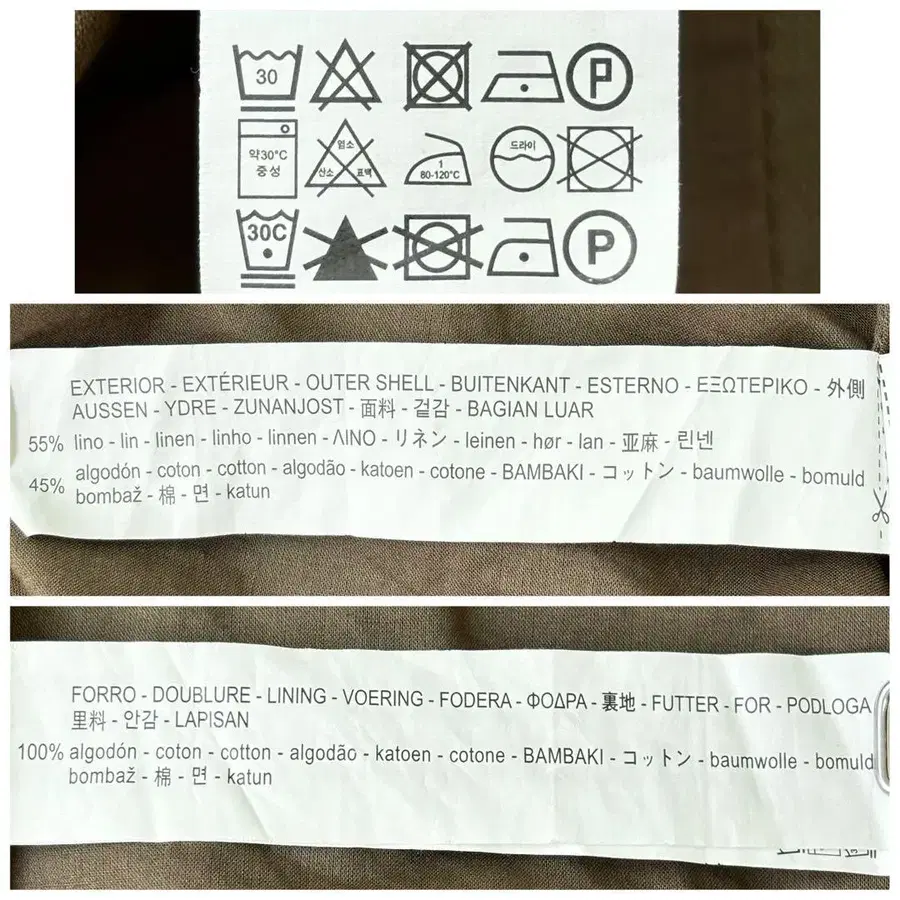 30 P
약30°C 중성 염소 산소 표백 1 80-120°C 드라이
30C P
EXTERIOR - EXTÉRIEUR - OUTER SHELL - BUITENKANT - ESTERNO - ΕΞΩΤΕΡΙΚΟ - 外側
AUSSEN - YDRE - ZUNANJOST - 面料 - 겉감 - BAGIAN LUAR
55% lino - lin - linen - linho - linnen - ΛΙΝΟ - リネン - leinen - hør - lan - 亚麻 - 린넨
45% algodón - coton - cotton - algodão - katoen - cotone - BAMBAKI - コットン - baumwolle - bomuld
bombaž - 棉 - 면 - katun
FORRO - DOUBLURE - LINING - VOERING - FODERA - ΦΟΔΡΑ - 裏地 - FUTTER - FOR - PODLOGA
里料 - 안감 - LAPISAN
100% algodón - coton - cotton - algodão - katoen - cotone - BAMBAKI - コットン - baumwolle - bomuld
bombaž - 棉 - 면 - katun